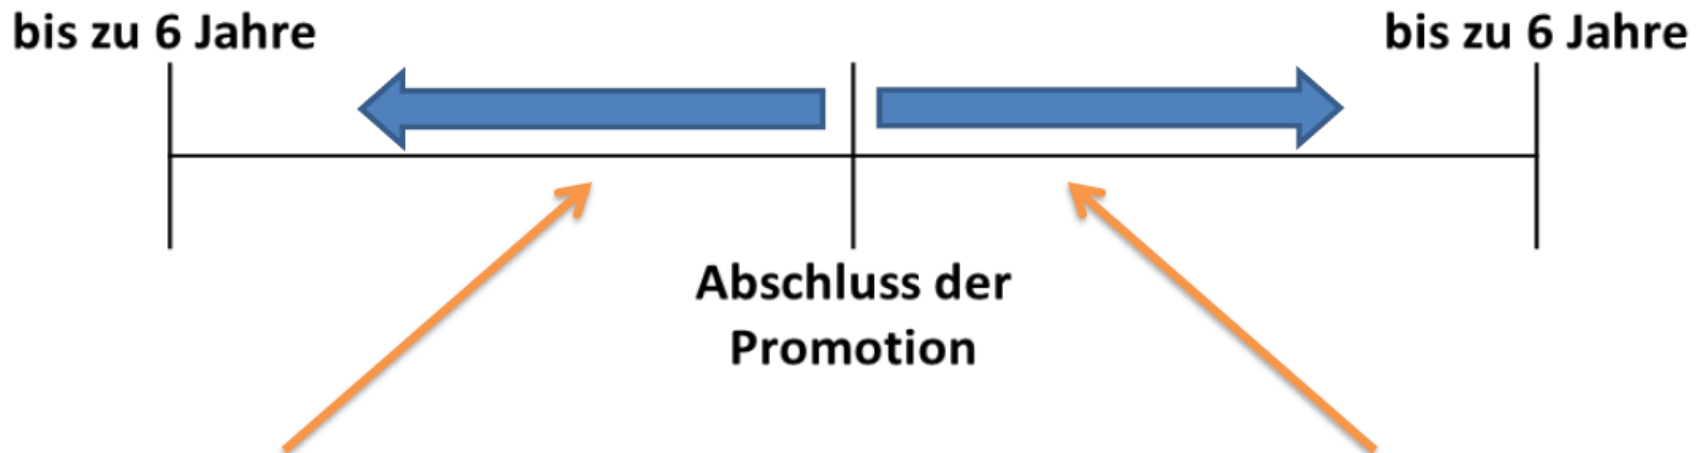 bis zu 6 Jahre
bis zu 6 Jahre
Abschluss der
Promotion